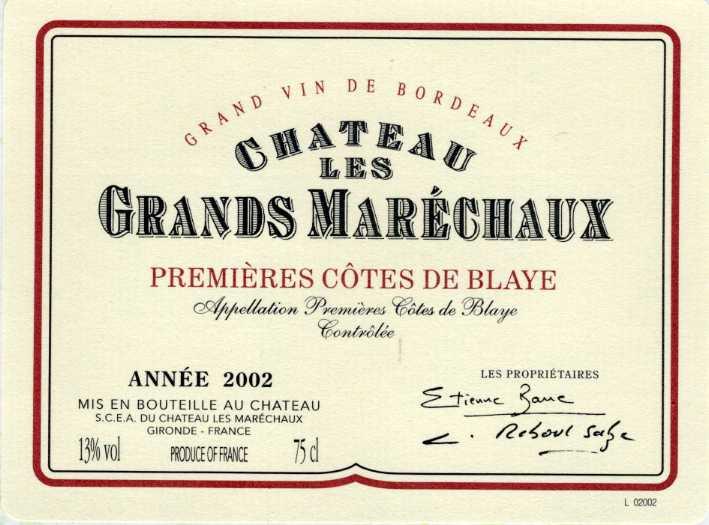 GRAND VIN DE BORDEAUX
CHATEAU
LES
GRANDS MARÉCHAUX
PREMIÈRES CÔTES DE BLAYE
Appellation Premières Côtes de Blaye
Contrôlée
ANNÉE 2002
MIS EN BOUTEILLE AU CHATEAU
S.C.E.A. DU CHATEAU LES MARÉCHAUX
GIRONDE - FRANCE
13% vol PRODUCE OF FRANCE 75 cl
LES PROPRIÉTAIRES
Etienne
L 02002